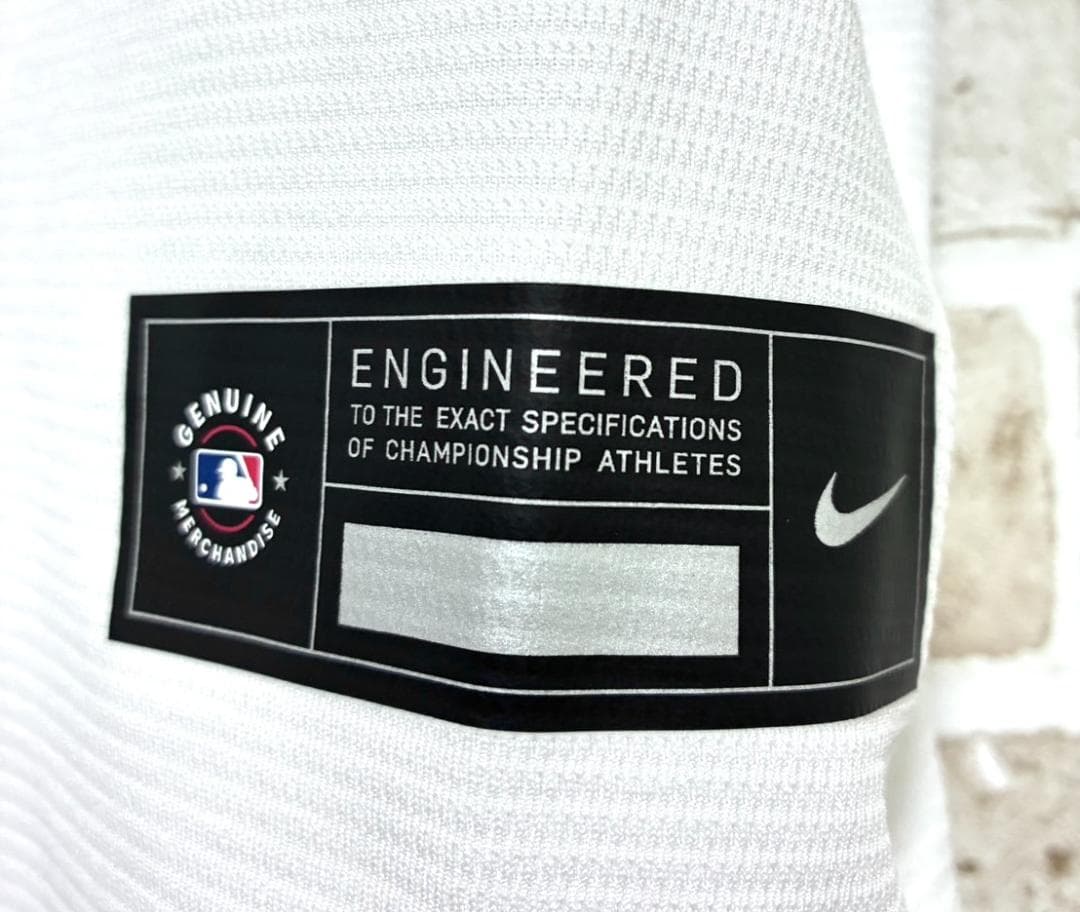 GENUINE
MERCHANDISE
ENGINEERED
TO THE EXACT SPECIFICATIONS
OF CHAMPIONSHIP ATHLETES